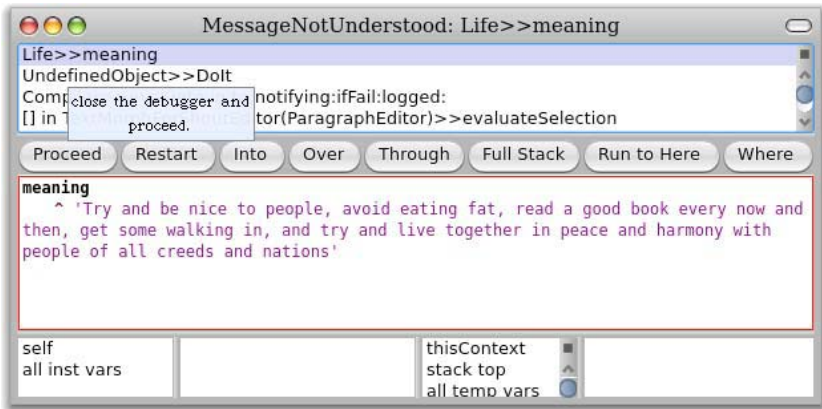 MessageNotUnderstood: Life>>meaning
Life>>meaning
UndefinedObject>>DoIt
Comp notifying:ifFail:logged:
[] in tor(ParagraphEditor)>>evaluateSelection
close the debugger and
proceed.
Proceed Restart Into Over Through Full Stack Run to Here Where
meaning
^ 'Try and be nice to people, avoid eating fat, read a good book every now and
then, get some walking in, and try and live together in peace and harmony with
people of all creeds and nations'
self
all inst vars
thisContext
stack top
all temp vars